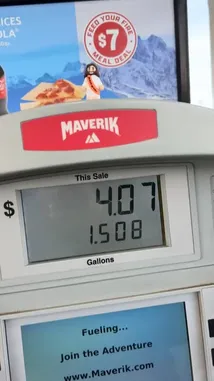 ICES
OLA®
FEED YOUR FIRE
$7
MEAL DEAL
MAVERIK
This Sale
$ 4.07
1.508
Gallons
Fueling...
Join the Adventure
www.Maverik.com